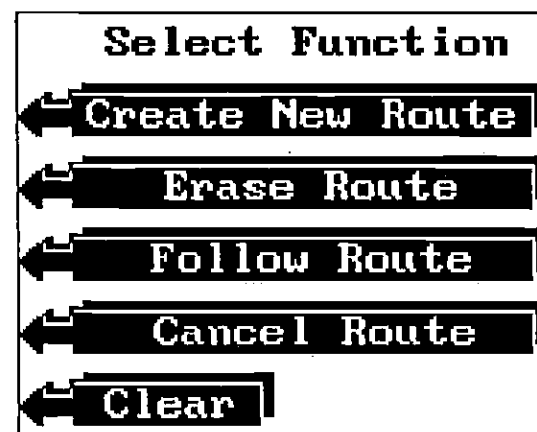 Select Function
Create New Route
Erase Route
Follow Route
Cancel Route
Clear